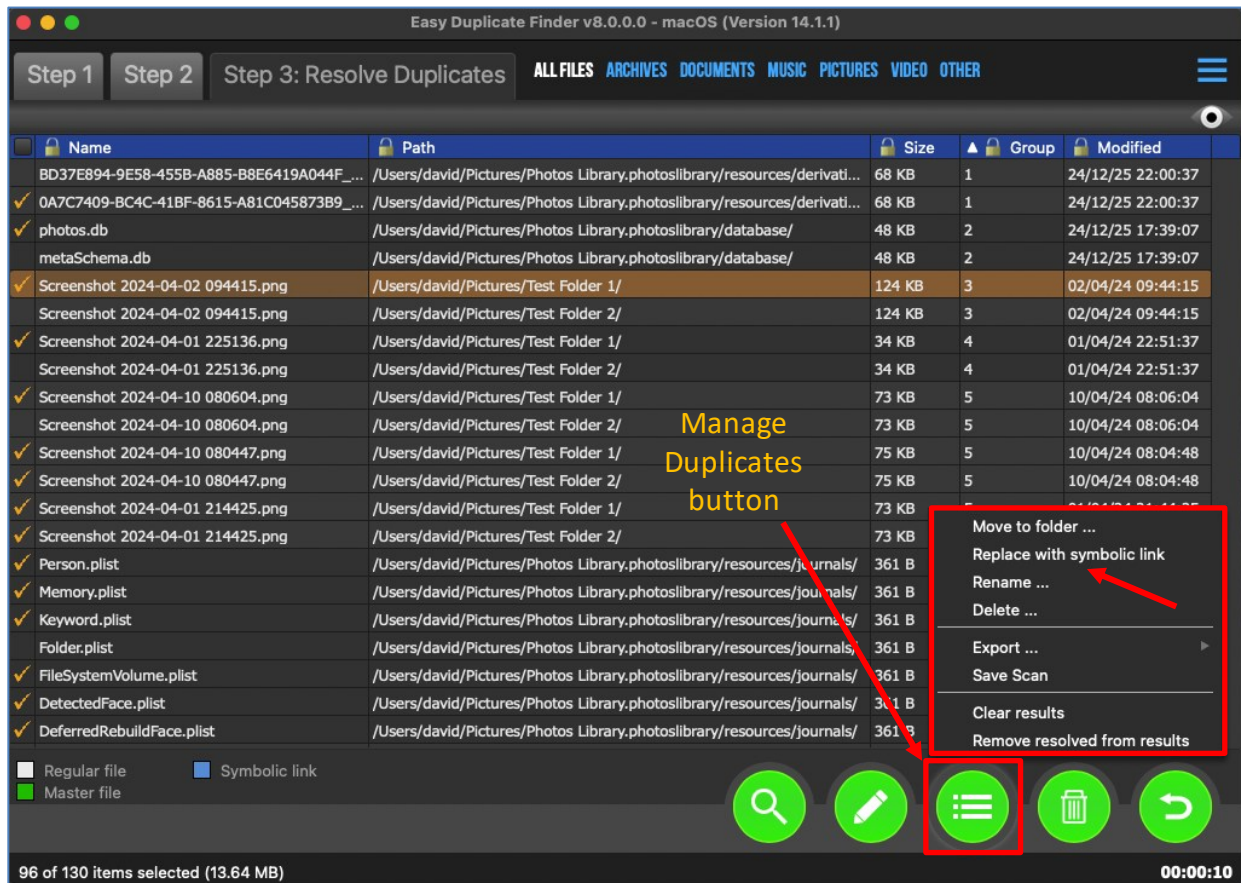 Easy Duplicate Finder v8.0.0.0 - macOS (Version 14.1.1)
Step 1 Step 2 Step 3: Resolve Duplicates ALL FILES ARCHIVES DOCUMENTS MUSIC PICTURES VIDEO OTHER
Name Path Size Group Modified
BD37E894-9E58-455B-A885-B8E6419A044F_... /Users/david/Pictures/Photos Library.photoslibrary/resources/derivati... 68 KB 1 24/12/25 22:00:37
0A7C7409-BC4C-41BF-8615-A81C045873B9_... /Users/david/Pictures/Photos Library.photoslibrary/resources/derivati... 68 KB 1 24/12/25 22:00:37
photos.db /Users/david/Pictures/Photos Library.photoslibrary/database/ 48 KB 2 24/12/25 17:39:07
metaSchema.db /Users/david/Pictures/Photos Library.photoslibrary/database/ 48 KB 2 24/12/25 17:39:07
Screenshot 2024-04-02 094415.png /Users/david/Pictures/Test Folder 1/ 124 KB 3 02/04/24 09:44:15
Screenshot 2024-04-02 094415.png /Users/david/Pictures/Test Folder 2/ 124 KB 3 02/04/24 09:44:15
Screenshot 2024-04-01 225136.png /Users/david/Pictures/Test Folder 1/ 34 KB 4 01/04/24 22:51:37
Screenshot 2024-04-01 225136.png /Users/david/Pictures/Test Folder 2/ 34 KB 4 01/04/24 22:51:37
Screenshot 2024-04-10 080604.png /Users/david/Pictures/Test Folder 1/ 73 KB 5 10/04/24 08:06:04
Screenshot 2024-04-10 080604.png /Users/david/Pictures/Test Folder 2/ 73 KB 5 10/04/24 08:06:04
Screenshot 2024-04-10 080447.png /Users/david/Pictures/Test Folder 1/ 75 KB 5 10/04/24 08:04:48
Screenshot 2024-04-10 080447.png /Users/david/Pictures/Test Folder 2/ 75 KB 5 10/04/24 08:04:48
Screenshot 2024-04-01 214425.png /Users/david/Pictures/Test Folder 1/ 73 KB
Screenshot 2024-04-01 214425.png /Users/david/Pictures/Test Folder 2/ 73 KB
Person.plist /Users/david/Pictures/Photos Library.photoslibrary/resources/journals/ 361 B
Memory.plist /Users/david/Pictures/Photos Library.photoslibrary/resources/journals/ 361 B
Keyword.plist /Users/david/Pictures/Photos Library.photoslibrary/resources/journals/ 361 B
Folder.plist /Users/david/Pictures/Photos Library.photoslibrary/resources/journals/ 361 B
FileSystemVolume.plist /Users/david/Pictures/Photos Library.photoslibrary/resources/journals/ 361 B
DetectedFace.plist /Users/david/Pictures/Photos Library.photoslibrary/resources/journals/ 361 B
DeferredRebuildFace.plist /Users/david/Pictures/Photos Library.photoslibrary/resources/journals/ 361 B
Manage
Duplicates
button
Move to folder ...
Replace with symbolic link
Rename ...
Delete ...
Export ...
Save Scan
Clear results
Remove resolved from results
Regular file Symbolic link
Master file
96 of 130 items selected (13.64 MB) 00:00:10